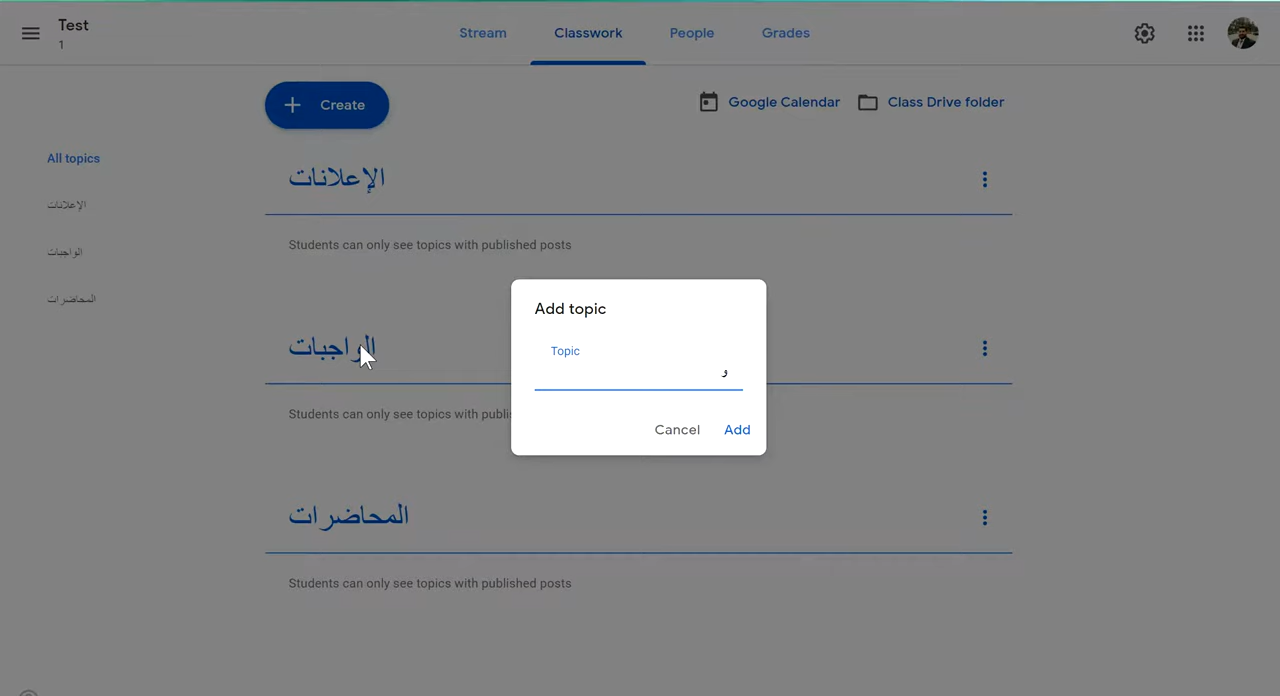 Test
1
Stream
Classwork
People
Grades
Create
Google Calendar
Class Drive folder
All topics
الإعلانات
الواجبات
المحاضرات
الإعلانات
Students can only see topics with published posts
الواجبات
Students can only see topics with publis
المحاضرات
Students can only see topics with published posts
Add topic
Topic
و
Cancel
Add